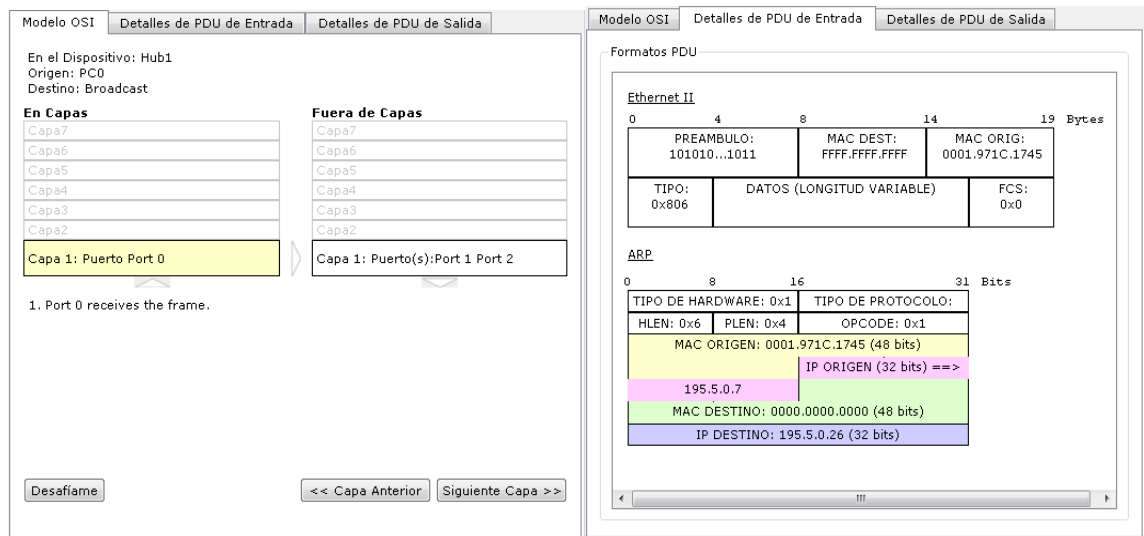 Modelo OSI Detalles de PDU de Entrada Detalles de PDU de Salida
En el Dispositivo: Hub1
Origen: PC0
Destino: Broadcast
En Capas Fuera de Capas
Capa7 Capa7
Capa6 Capa6
Capa5 Capa5
Capa4 Capa4
Capa3 Capa3
Capa2 Capa2
Capa 1: Puerto Port 0 Capa 1: Puerto(s):Port 1 Port 2
1. Port 0 receives the frame.
Desafíame << Capa Anterior Siguiente Capa >>
Modelo OSI Detalles de PDU de Entrada Detalles de PDU de Salida
Formatos PDU
Ethernet II
0 4 8 14 19 Bytes
PREAMBULO: MAC DEST: MAC ORIG:
101010...1011 FFFF.FFFF.FFFF 0001.971C.1745
TIPO: DATOS (LONGITUD VARIABLE) FCS:
0x806 0x0
ARP
0 8 16 31 Bits
TIPO DE HARDWARE: 0x1 TIPO DE PROTOCOLO:
HLEN: 0x6 PLEN: 0x4 OPCODE: 0x1
MAC ORIGEN: 0001.971C.1745 (48 bits)
IP ORIGEN (32 bits) ==>
195.5.0.7
MAC DESTINO: 0000.0000.0000 (48 bits)
IP DESTINO: 195.5.0.26 (32 bits)